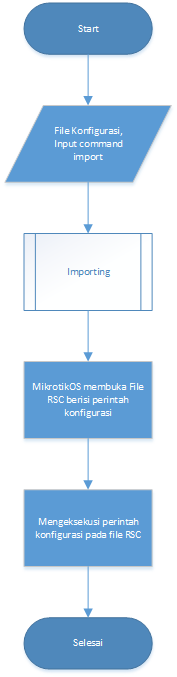 Start
File Konfigurasi,
Input command
import
Importing
MikrotikOS membuka File
RSC berisi perintah
konfigurasi
Mengeksekusi perintah
konfigurasi pada file RSC
Selesai